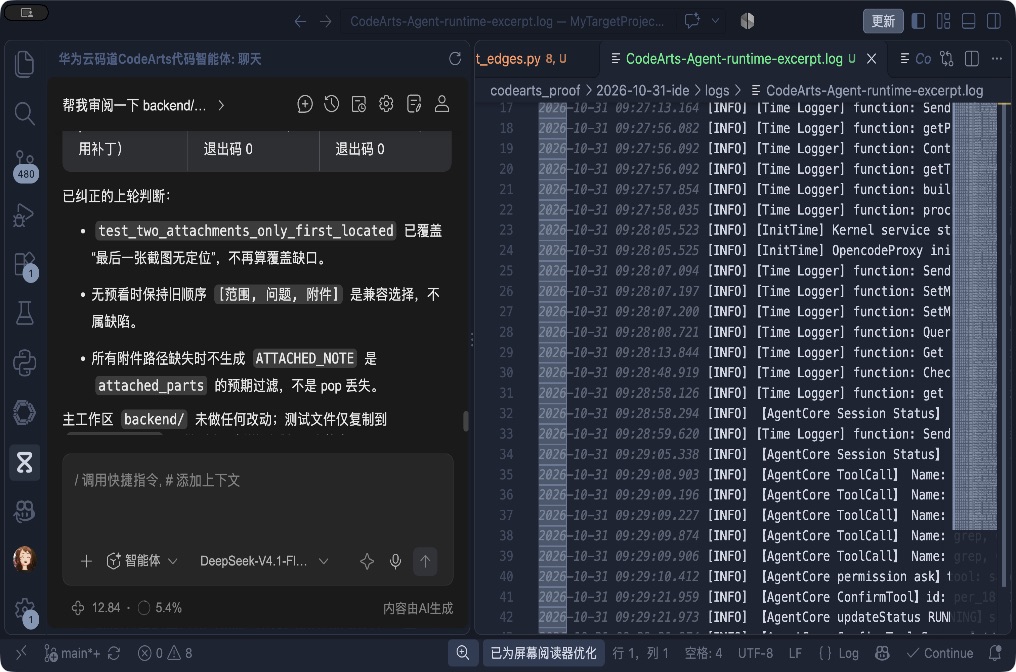 CodeArts-Agent-runtime-excerpt.log — MyTargetProjec...
更新
华为云码道CodeArts代码智能体: 聊天
帮我审阅一下 backend/...
用补丁）
退出码 0
退出码 0
已纠正的上轮判断：
• test_two_attachments_only_first_located 已覆盖
“最后一张截图无定位”，不再算覆盖缺口。
• 无预看时保持旧顺序 [范围, 问题, 附件] 是兼容选择，不
属缺陷。
• 所有附件路径缺失时不生成 ATTACHED_NOTE 是
attached_parts 的预期过滤，不是 pop 丢失。
主工作区 backend/ 未做任何改动；测试文件仅复制到
/ 调用快捷指令, # 添加上下文
智能体
DeepSeek-V4.1-Fl...
12.84 · 5.4%
内容由AI生成
480
1
1
t_edges.py 8, U
CodeArts-Agent-runtime-excerpt.log U
Co
codearts_proof > 2026-10-31-ide > logs > CodeArts-Agent-runtime-excerpt.log
17 2026-10-31 09:27:13.164 [INFO] [Time Logger] function: Send
18 2026-10-31 09:27:56.082 [INFO] [Time Logger] function: getP
19 2026-10-31 09:27:56.092 [INFO] [Time Logger] function: Cont
20 2026-10-31 09:27:56.092 [INFO] [Time Logger] function: getT
21 2026-10-31 09:27:57.854 [INFO] [Time Logger] function: buil
22 2026-10-31 09:27:58.035 [INFO] [Time Logger] function: proc
23 2026-10-31 09:28:05.523 [INFO] [InitTime] Kernel service st
24 2026-10-31 09:28:05.525 [INFO] [InitTime] OpencodeProxy ini
25 2026-10-31 09:28:07.094 [INFO] [Time Logger] function: Send
26 2026-10-31 09:28:07.197 [INFO] [Time Logger] function: SetM
27 2026-10-31 09:28:07.200 [INFO] [Time Logger] function: SetM
28 2026-10-31 09:28:08.721 [INFO] [Time Logger] function: Quer
29 2026-10-31 09:28:13.844 [INFO] [Time Logger] function: Get
30 2026-10-31 09:28:48.919 [INFO] [Time Logger] function: Chec
31 2026-10-31 09:28:58.126 [INFO] [Time Logger] function: get
32 2026-10-31 09:28:58.294 [INFO] 【AgentCore Session Status】
33 2026-10-31 09:28:59.620 [INFO] [Time Logger] function: Send
34 2026-10-31 09:29:05.338 [INFO] 【AgentCore Session Status】
35 2026-10-31 09:29:08.903 [INFO] 【AgentCore ToolCall】 Name:
36 2026-10-31 09:29:09.196 [INFO] 【AgentCore ToolCall】 Name:
37 2026-10-31 09:29:09.227 [INFO] 【AgentCore ToolCall】 Name:
38 2026-10-31 09:29:09.874 [INFO] 【AgentCore ToolCall】 Name: grep,
39 2026-10-31 09:29:09.906 [INFO] 【AgentCore ToolCall】 Name: grep,
40 2026-10-31 09:29:10.412 [INFO] 【AgentCore permission ask】tool: s
41 2026-10-31 09:29:21.959 [INFO] 【AgentCore ConfirmTool】id: per_18
42 2026-10-31 09:29:21.959 [INFO] 【AgentCore updateStatus RUNNING】s
main*+
0
8
已为屏幕阅读器优化
行 1，列 1
空格: 4
UTF-8
LF
{ } Log
Continue